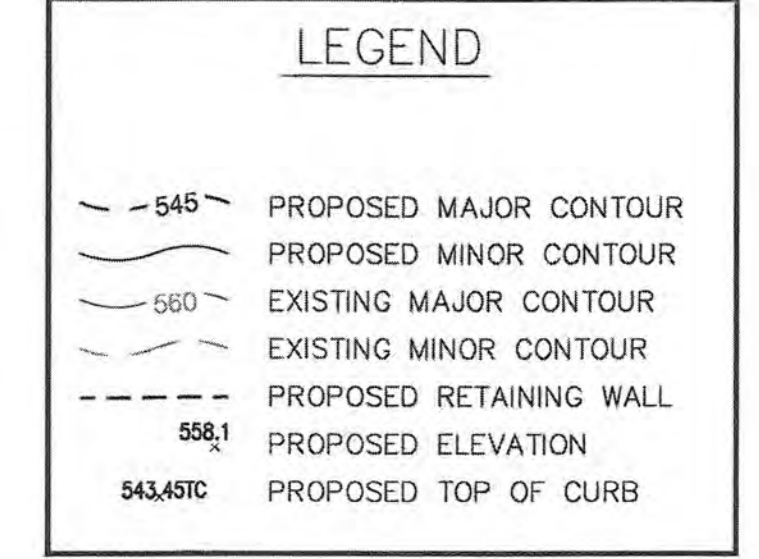 LEGEND
545 PROPOSED MAJOR CONTOUR
PROPOSED MINOR CONTOUR
560 EXISTING MAJOR CONTOUR
EXISTING MINOR CONTOUR
PROPOSED RETAINING WALL
558.1 PROPOSED ELEVATION
543.45TC PROPOSED TOP OF CURB